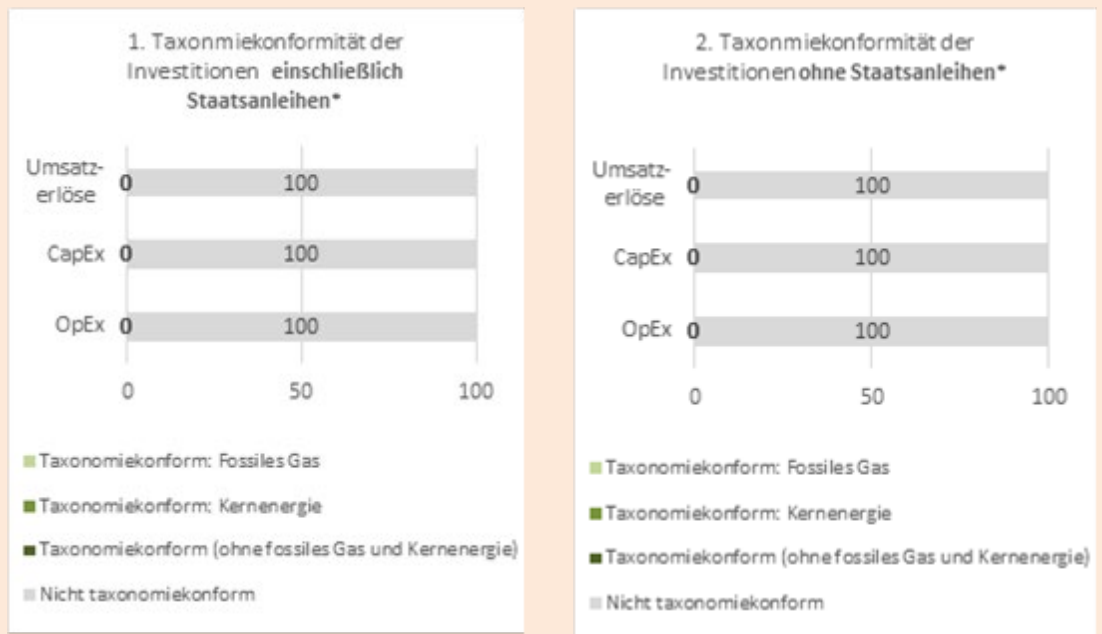 1. Taxonmiekonformität der
Investitionen einschließlich
Staatsanleihen*
Umsatz-
erlöse
0
100
CapEx
0
100
OpEx
0
100
0
50
100
Taxonomiekonform: Fossiles Gas
Taxonomiekonform: Kernenergie
Taxonomiekonform (ohne fossiles Gas und Kernenergie)
Nicht taxonomiekonform
2. Taxonmiekonformität der
Investitionen ohne Staatsanleihen*
Umsatz-
erlöse
0
100
CapEx
0
100
OpEx
0
100
0
50
100
Taxonomiekonform: Fossiles Gas
Taxonomiekonform: Kernenergie
Taxonomiekonform (ohne fossiles Gas und Kernenergie)
Nicht taxonomiekonform